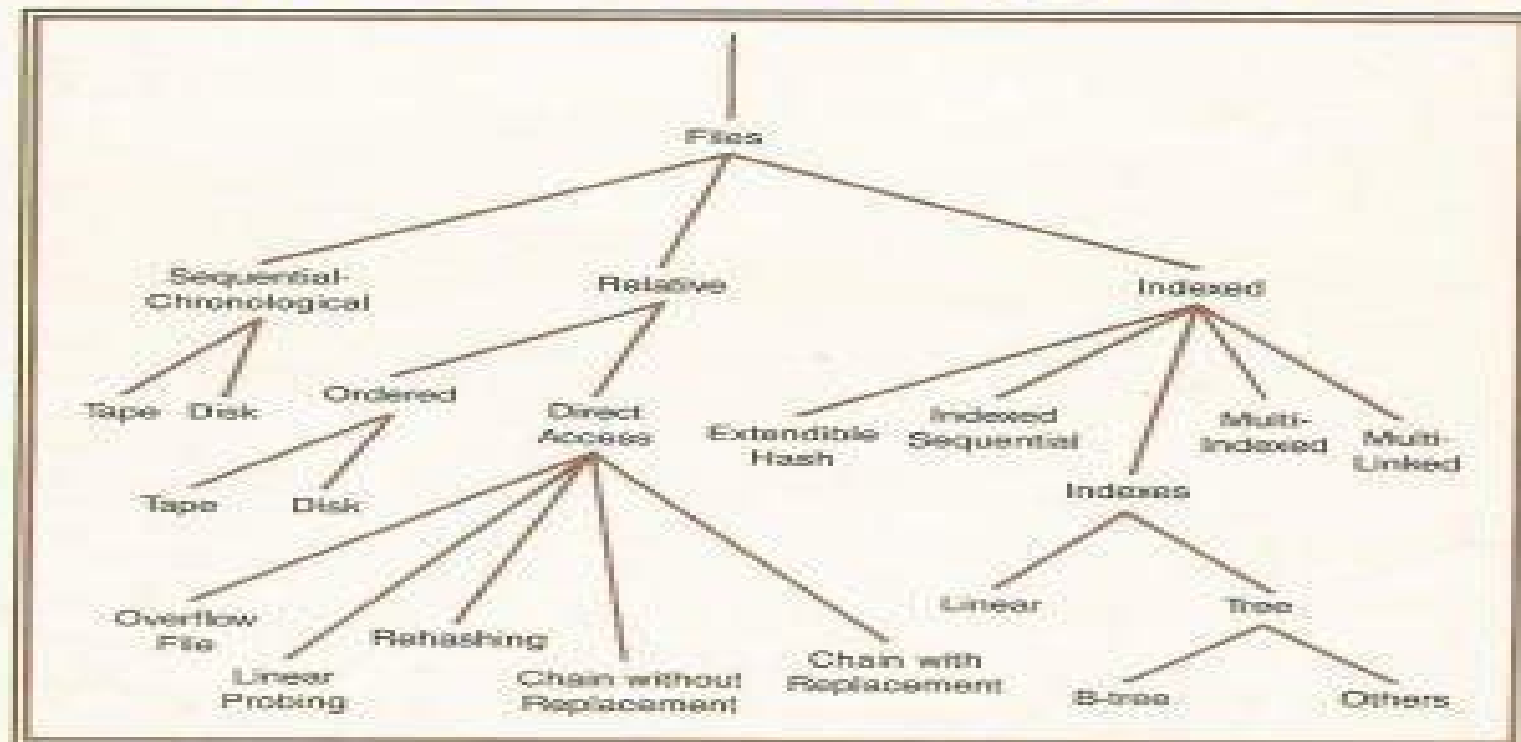 Files
Sequential-
Chronological
Relative
Indexed
Tape
Disk
Ordered
Direct
Access
Extendible
Hash
Indexed
Sequential
Multi-
Indexed
Multi-
Linked
Tape
Disk
Indexes
Overflow
File
Linear
Probing
Rehashing
Chain without
Replacement
Chain with
Replacement
Linear
Tree
B-tree
Others